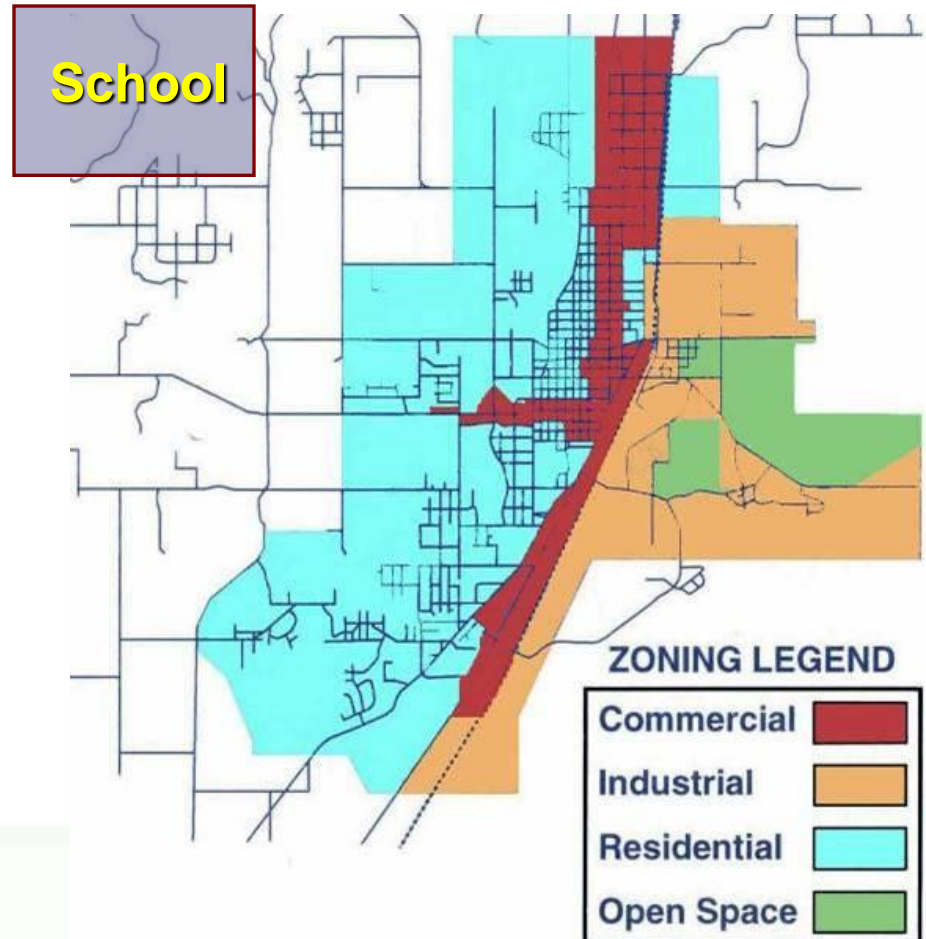 School
ZONING LEGEND
Commercial
Industrial
Residential
Open Space